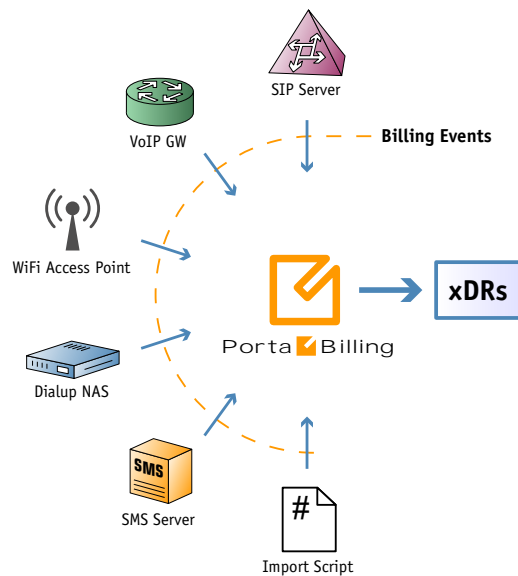 SIP Server
VoIP GW
Billing Events
WiFi Access Point
xDRs
Porta Billing
Dialup NAS
SMS
SMS Server
#
Import Script